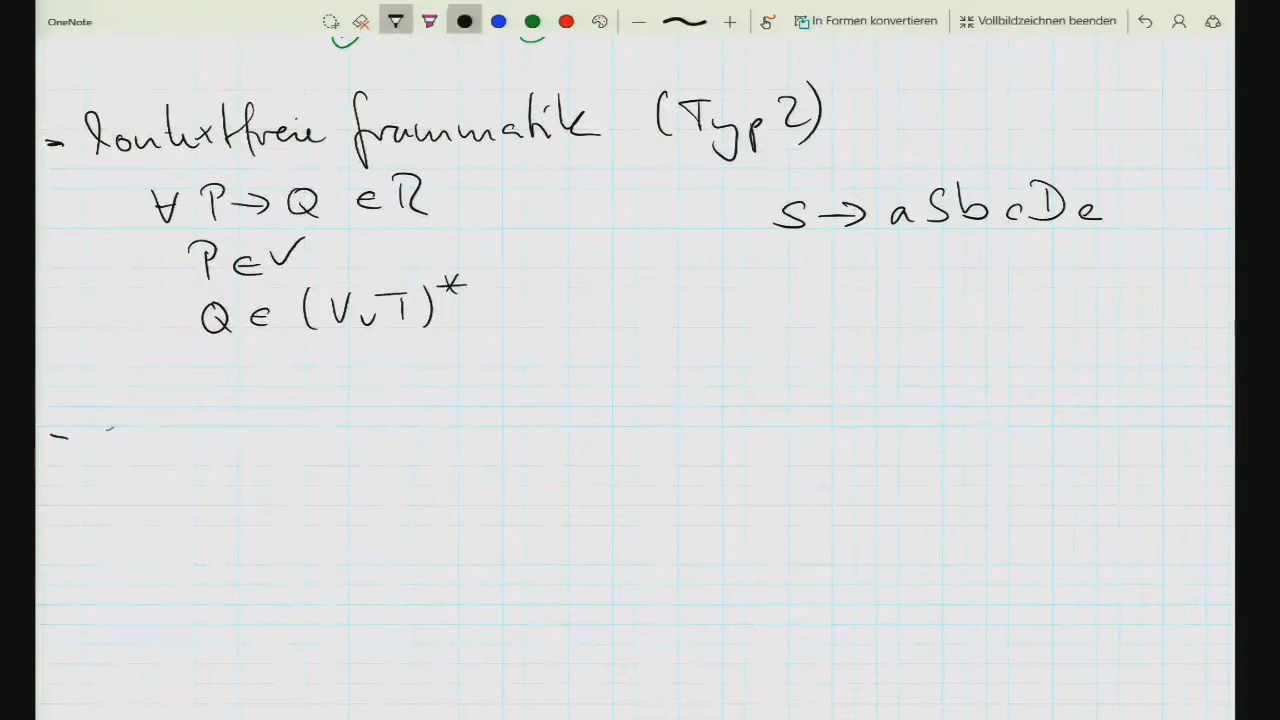 OneNote In Formen konvertieren Vollbildzeichnen beenden
- kontextfreie Grammatik (Typ 2)
∀ P → Q ∈ R
S → aSbcDe
P ∈ V
Q ∈ (V ∪ T)*
-